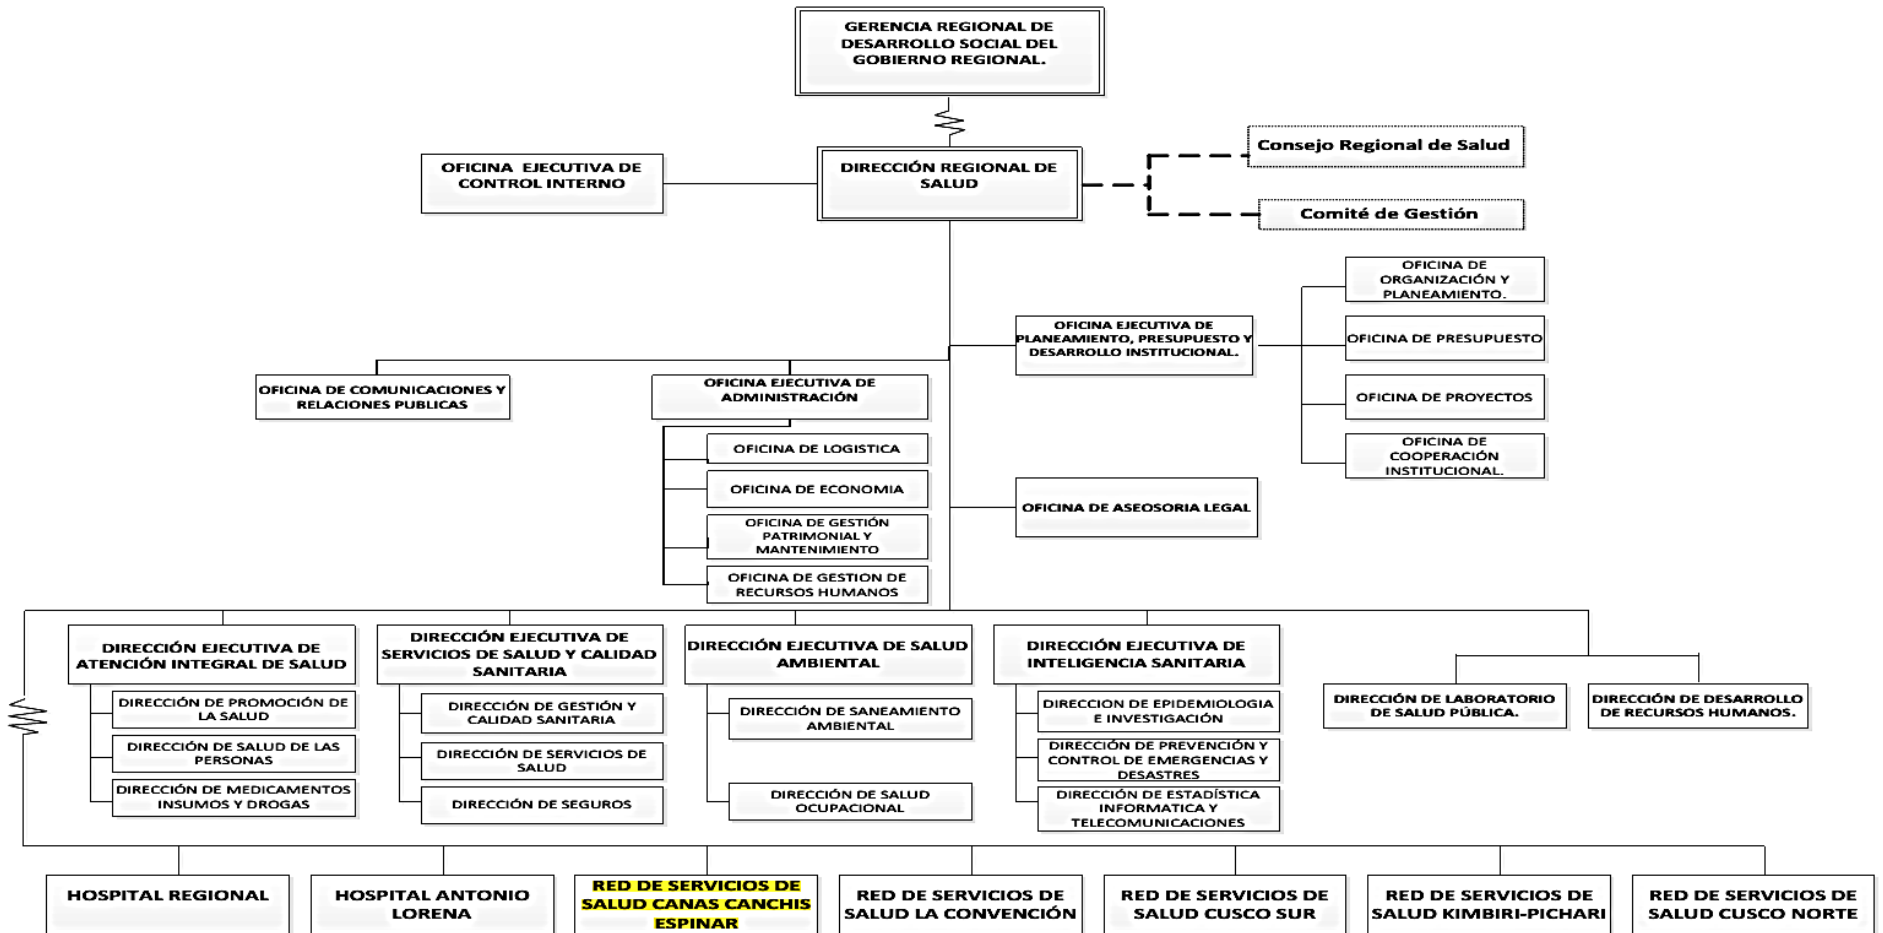 GERENCIA REGIONAL DE
DESARROLLO SOCIAL DEL
GOBIERNO REGIONAL.
OFICINA EJECUTIVA DE
CONTROL INTERNO
DIRECCIÓN REGIONAL DE
SALUD
Consejo Regional de Salud
Comité de Gestión
OFICINA DE
ORGANIZACIÓN Y
PLANEAMIENTO.
OFICINA EJECUTIVA DE
PLANEAMIENTO, PRESUPUESTO Y
DESARROLLO INSTITUCIONAL.
OFICINA DE PRESUPUESTO
OFICINA DE PROYECTOS
OFICINA DE
COOPERACIÓN
INSTITUCIONAL.
OFICINA DE COMUNICACIONES Y
RELACIONES PUBLICAS
OFICINA EJECUTIVA DE
ADMINISTRACIÓN
OFICINA DE LOGISTICA
OFICINA DE ECONOMIA
OFICINA DE GESTIÓN
PATRIMONIAL Y
MANTENIMIENTO
OFICINA DE GESTION DE
RECURSOS HUMANOS
OFICINA DE ASEOSORIA LEGAL
DIRECCIÓN EJECUTIVA DE
ATENCIÓN INTEGRAL DE SALUD
DIRECCIÓN DE PROMOCIÓN DE
LA SALUD
DIRECCIÓN DE SALUD DE LAS
PERSONAS
DIRECCIÓN DE MEDICAMENTOS
INSUMOS Y DROGAS
DIRECCIÓN EJECUTIVA DE
SERVICIOS DE SALUD Y CALIDAD
SANITARIA
DIRECCIÓN DE GESTIÓN Y
CALIDAD SANITARIA
DIRECCIÓN DE SERVICIOS DE
SALUD
DIRECCIÓN DE SEGUROS
DIRECCIÓN EJECUTIVA DE SALUD
AMBIENTAL
DIRECCIÓN DE SANEAMIENTO
AMBIENTAL
DIRECCIÓN DE SALUD
OCUPACIONAL
DIRECCIÓN EJECUTIVA DE
INTELIGENCIA SANITARIA
DIRECCION DE EPIDEMIOLOGIA
E INVESTIGACIÓN
DIRECCIÓN DE PREVENCIÓN Y
CONTROL DE EMERGENCIAS Y
DESASTRES
DIRECCIÓN DE ESTADÍSTICA
INFORMATICA Y
TELECOMUNICACIONES
DIRECCIÓN DE LABORATORIO
DE SALUD PÚBLICA.
DIRECCIÓN DE DESARROLLO
DE RECURSOS HUMANOS.
HOSPITAL REGIONAL
HOSPITAL ANTONIO
LORENA
RED DE SERVICIOS DE
SALUD CANAS CANCHIS
ESPINAR
RED DE SERVICIOS DE
SALUD LA CONVENCIÓN
RED DE SERVICIOS DE
SALUD CUSCO SUR
RED DE SERVICIOS DE
SALUD KIMBIRI-PICHARI
RED DE SERVICIOS DE
SALUD CUSCO NORTE